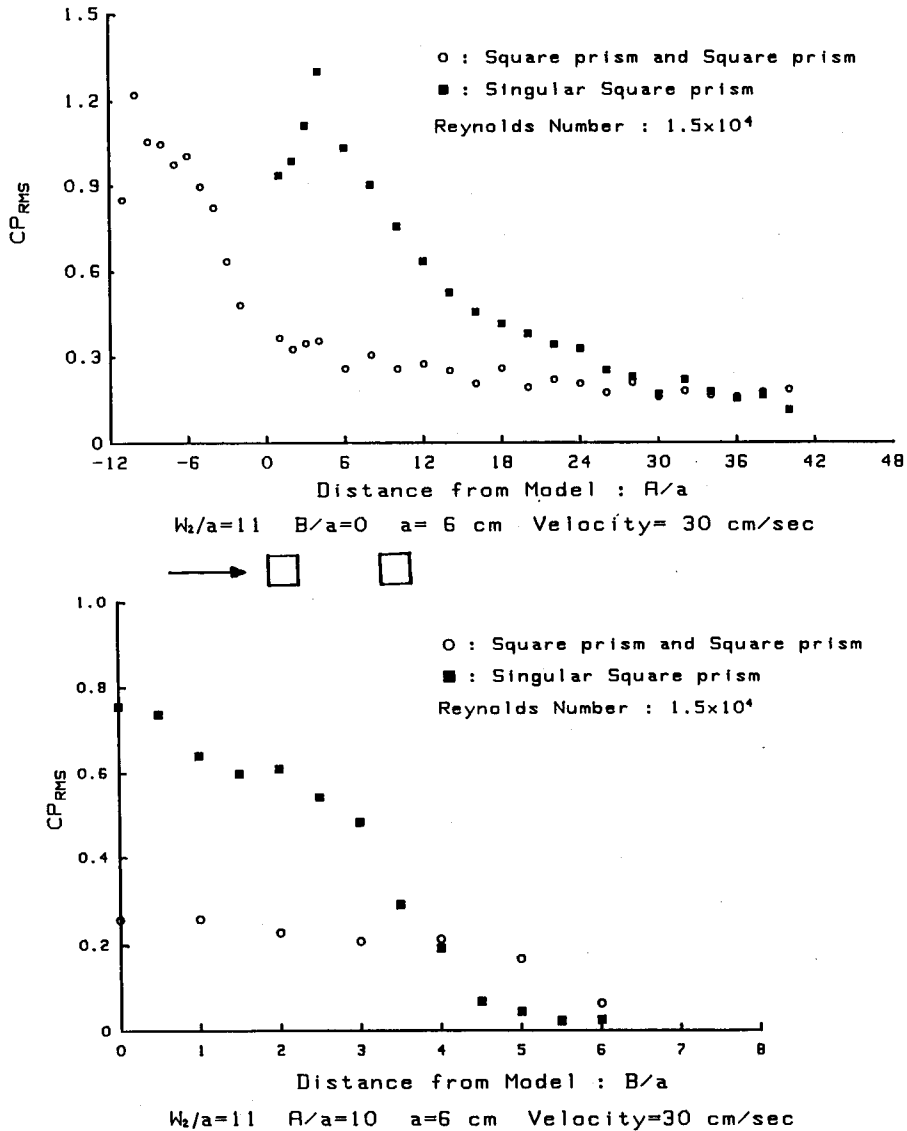 1.5
○ : Square prism and Square prism
■ : Singular Square prism
1.2
Reynolds Number : 1.5x10⁴
0.9
CP_RMS
0.6
0.3
0
-12 -6 0 6 12 18 24 30 36 42 48
Distance from Model : A/a
W₂/a=11 B/a=0 a= 6 cm Velocity= 30 cm/sec
1.0
○ : Square prism and Square prism
■ : Singular Square prism
0.8
Reynolds Number : 1.5x10⁴
0.6
CP_RMS
0.4
0.2
0
0 1 2 3 4 5 6 7 8
Distance from Model : B/a
W₂/a=11 A/a=10 a=6 cm Velocity=30 cm/sec